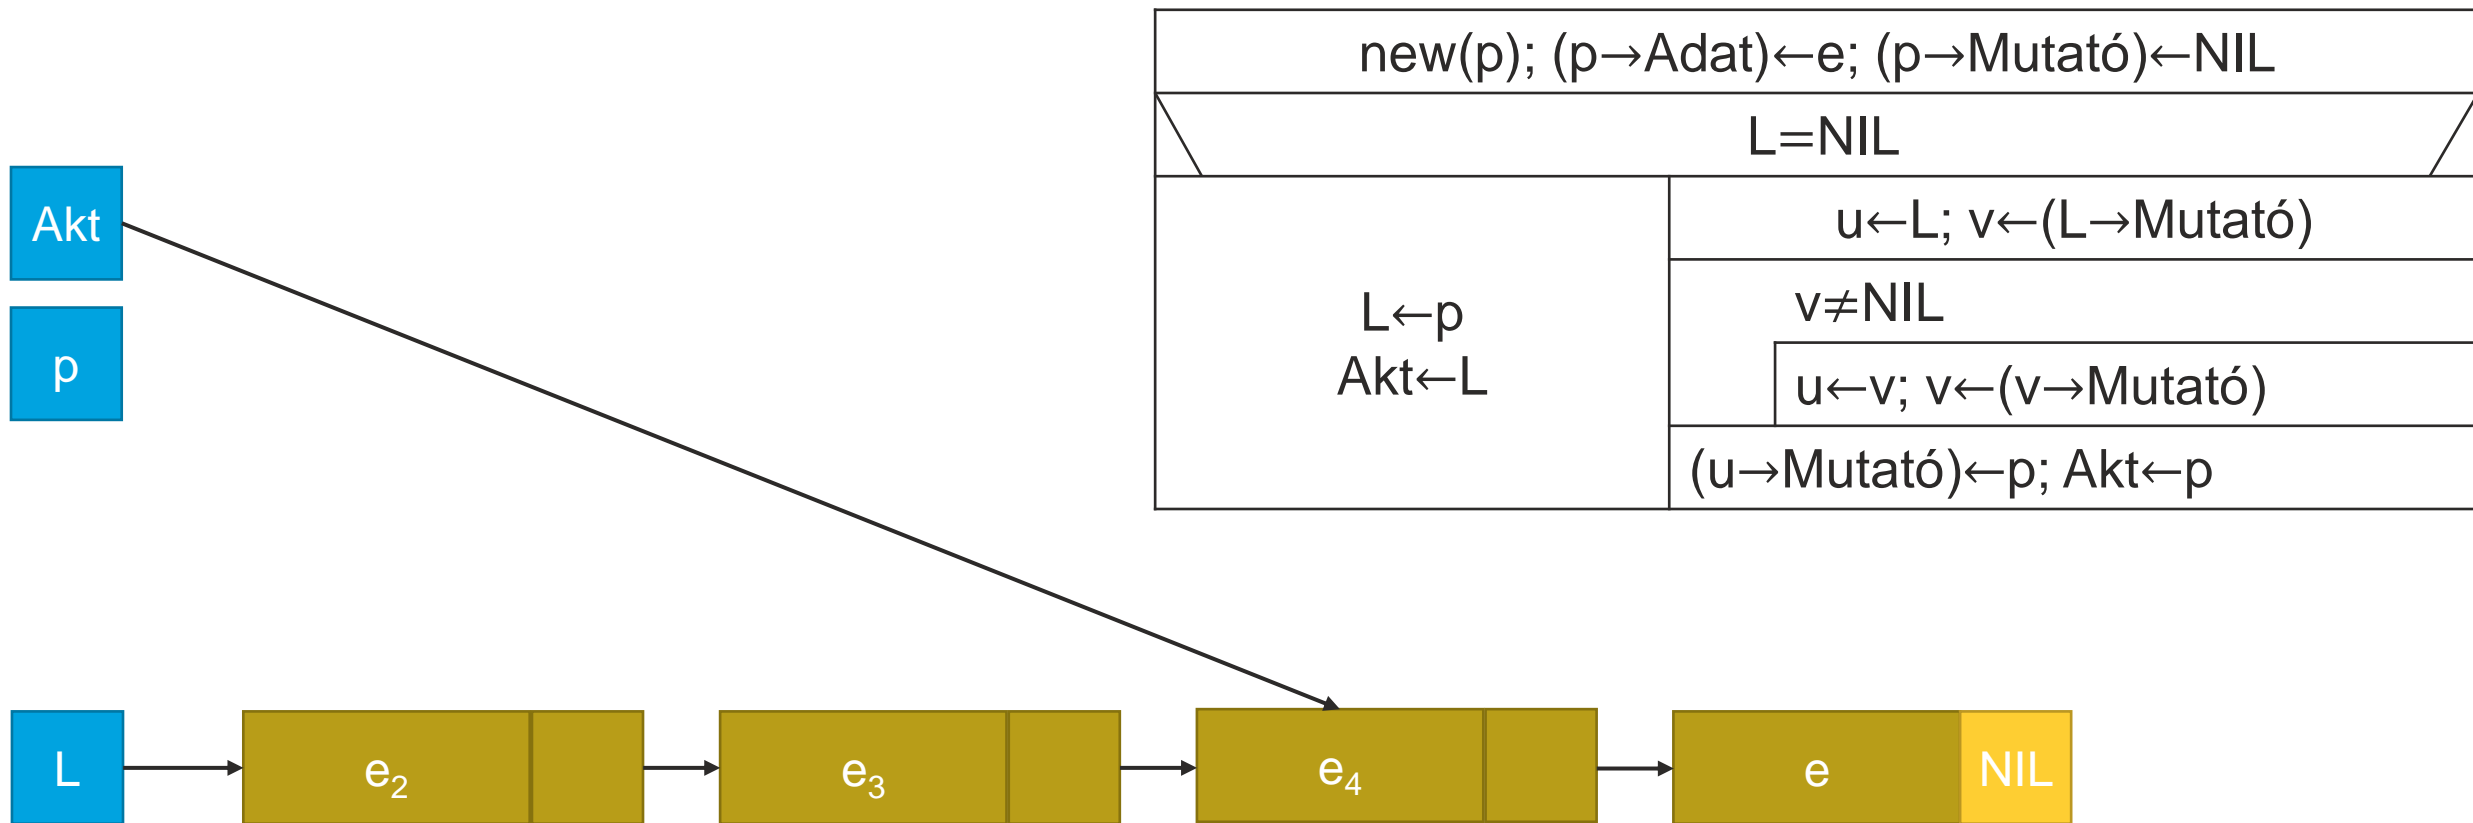 new(p); (p→Adat)←e; (p→Mutató)←NIL
L=NIL
L←p
Akt←L
u←L; v←(L→Mutató)
v≠NIL
u←v; v←(v→Mutató)
(u→Mutató)←p; Akt←p
Akt
p
L
e₂
e₃
e₄
e
NIL